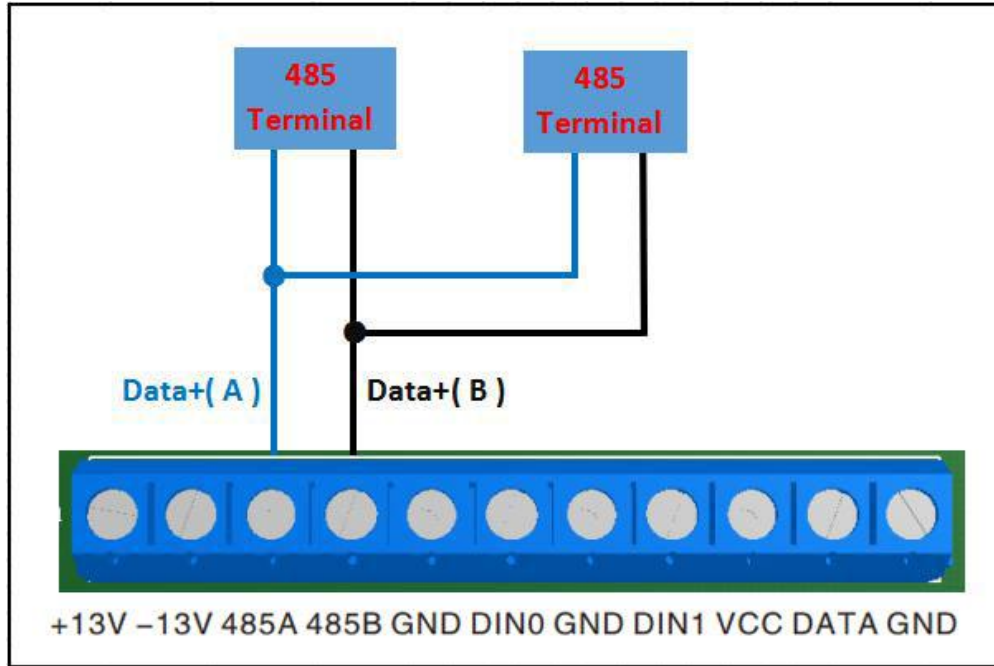 485
Terminal
485
Terminal
Data+( A )
Data+( B )
+13V –13V 485A 485B GND DIN0 GND DIN1 VCC DATA GND